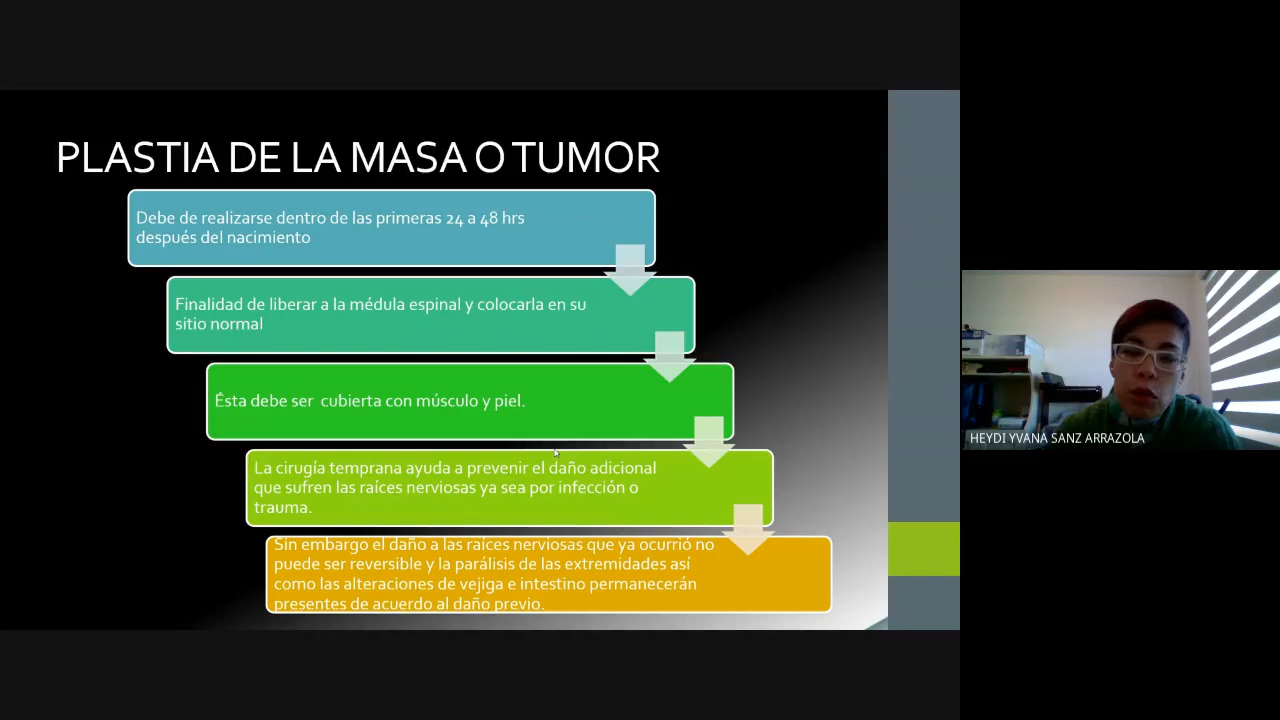 PLASTIA DE LA MASA O TUMOR
Debe de realizarse dentro de las primeras 24 a 48 hrs
después del nacimiento
Finalidad de liberar a la médula espinal y colocarla en su
sitio normal
Ésta debe ser  cubierta con músculo y piel.
La cirugía temprana ayuda a prevenir el daño adicional
que sufren las raíces nerviosas ya sea por infección o
trauma.
Sin embargo el daño a las raíces nerviosas que ya ocurrió no
puede ser reversible y la parálisis de las extremidades así
como las alteraciones de vejiga e intestino permanecerán
presentes de acuerdo al daño previo.
HEYDI YVANA SANZ ARRAZOLA